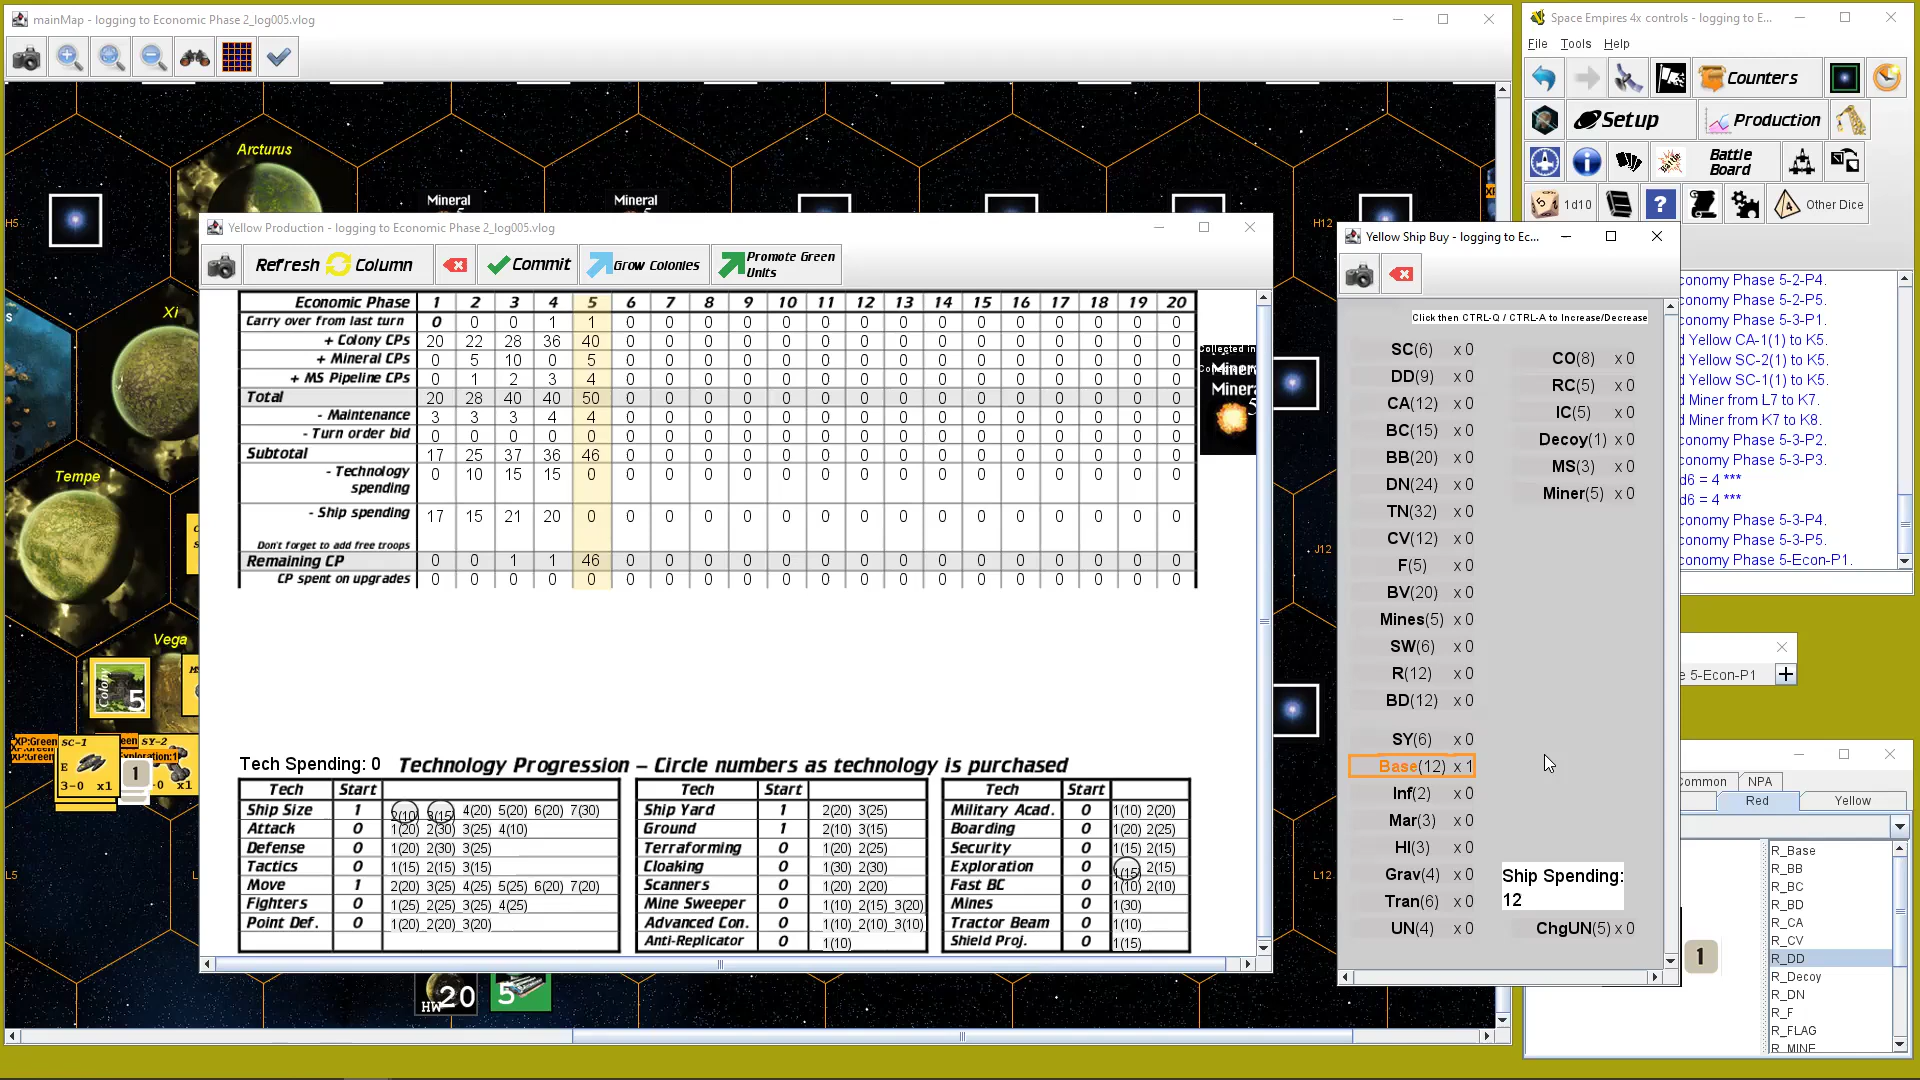 mainMap - logging to Economic Phase 2_log005.vlog
Arcturus
Mineral
Mineral
H5
H12
Xi
Tempe
Vega
Colony 5
L5
J12
L12
XP:Green
SC-1
E
3-0 x1
1
SY-2
Exploration:1
-0 x1
HW 20
5
Yellow Production - logging to Economic Phase 2_log005.vlog
Refresh Column
Commit
Grow Colonies
Promote Green Units
Economic Phase 1 2 3 4 5 6 7 8 9 10 11 12 13 14 15 16 17 18 19 20
Carry over from last turn 0 0 0 1 1 0 0 0 0 0 0 0 0 0 0 0 0 0 0 0
+ Colony CPs 20 22 28 36 40 0 0 0 0 0 0 0 0 0 0 0 0 0 0 0
+ Mineral CPs 0 5 10 0 5 0 0 0 0 0 0 0 0 0 0 0 0 0 0 0
+ MS Pipeline CPs 0 1 2 3 4 0 0 0 0 0 0 0 0 0 0 0 0 0 0 0
Total 20 28 40 40 50 0 0 0 0 0 0 0 0 0 0 0 0 0 0 0
- Maintenance 3 3 3 4 4 0 0 0 0 0 0 0 0 0 0 0 0 0 0 0
- Turn order bid 0 0 0 0 0 0 0 0 0 0 0 0 0 0 0 0 0 0 0 0
Subtotal 17 25 37 36 46 0 0 0 0 0 0 0 0 0 0 0 0 0 0 0
- Technology spending 0 10 15 15 0 0 0 0 0 0 0 0 0 0 0 0 0 0 0 0
- Ship spending 17 15 21 20 0 0 0 0 0 0 0 0 0 0 0 0 0 0 0 0
Don't forget to add free troops
Remaining CP 0 0 1 1 46 0 0 0 0 0 0 0 0 0 0 0 0 0 0 0
CP spent on upgrades 0 0 0 0 0 0 0 0 0 0 0 0 0 0 0 0 0 0 0 0
Collected in
Tech Spending: 0 Technology Progression – Circle numbers as technology is purchased
Tech Start
Ship Size 1 2(10) 3(15) 4(20) 5(20) 6(20) 7(30)
Attack 0 1(20) 2(30) 3(25) 4(10)
Defense 0 1(20) 2(30) 3(25)
Tactics 0 1(15) 2(15) 3(15)
Move 1 2(20) 3(25) 4(25) 5(25) 6(20) 7(20)
Fighters 0 1(25) 2(25) 3(25) 4(25)
Point Def. 0 1(20) 2(20) 3(20)
Tech Start
Ship Yard 1 2(20) 3(25)
Ground 1 2(10) 3(15)
Terraforming 0 1(20) 2(25)
Cloaking 0 1(30) 2(30)
Scanners 0 1(20) 2(20)
Mine Sweeper 0 1(10) 2(15) 3(20)
Advanced Con. 0 1(10) 2(10) 3(10)
Anti-Replicator 0 1(10)
Tech Start
Military Acad. 0 1(10) 2(20)
Boarding 0 1(20) 2(25)
Security 0 1(15) 2(15)
Exploration 0 1(15) 2(15)
Fast BC 0 1(10) 2(10)
Mines 0 1(30)
Tractor Beam 0 1(10)
Shield Proj. 0 1(15)
Yellow Ship Buy - logging to Ec...
Click then CTRL-Q / CTRL-A to Increase/Decrease
SC(6) x 0
DD(9) x 0
CA(12) x 0
BC(15) x 0
BB(20) x 0
DN(24) x 0
TN(32) x 0
CV(12) x 0
F(5) x 0
BV(20) x 0
Mines(5) x 0
SW(6) x 0
R(12) x 0
BD(12) x 0
SY(6) x 0
Base(12) x 1
Inf(2) x 0
Mar(3) x 0
HI(3) x 0
Grav(4) x 0
Tran(6) x 0
UN(4) x 0
CO(8) x 0
RC(5) x 0
IC(5) x 0
Decoy(1) x 0
MS(3) x 0
Miner(5) x 0
Ship Spending:
12
ChgUN(5) x 0
Space Empires 4x controls - logging to E...
File Tools Help
Counters
Setup
Production
Battle Board
1d10
Other Dice
conomy Phase 5-2-P4.
conomy Phase 5-2-P5.
conomy Phase 5-3-P1.
d Yellow CA-1(1) to K5.
d Yellow SC-2(1) to K5.
d Yellow SC-1(1) to K5.
d Miner from L7 to K7.
d Miner from K7 to K8.
conomy Phase 5-3-P2.
conomy Phase 5-3-P3.
d6 = 4 ***
d6 = 4 ***
conomy Phase 5-3-P4.
conomy Phase 5-3-P5.
conomy Phase 5-Econ-P1.
e 5-Econ-P1
+
ommon NPA
Red Yellow
1
R_Base
R_BB
R_BC
R_BD
R_CA
R_CV
R_DD
R_Decoy
R_DN
R_F
R_FLAG
R_MINE